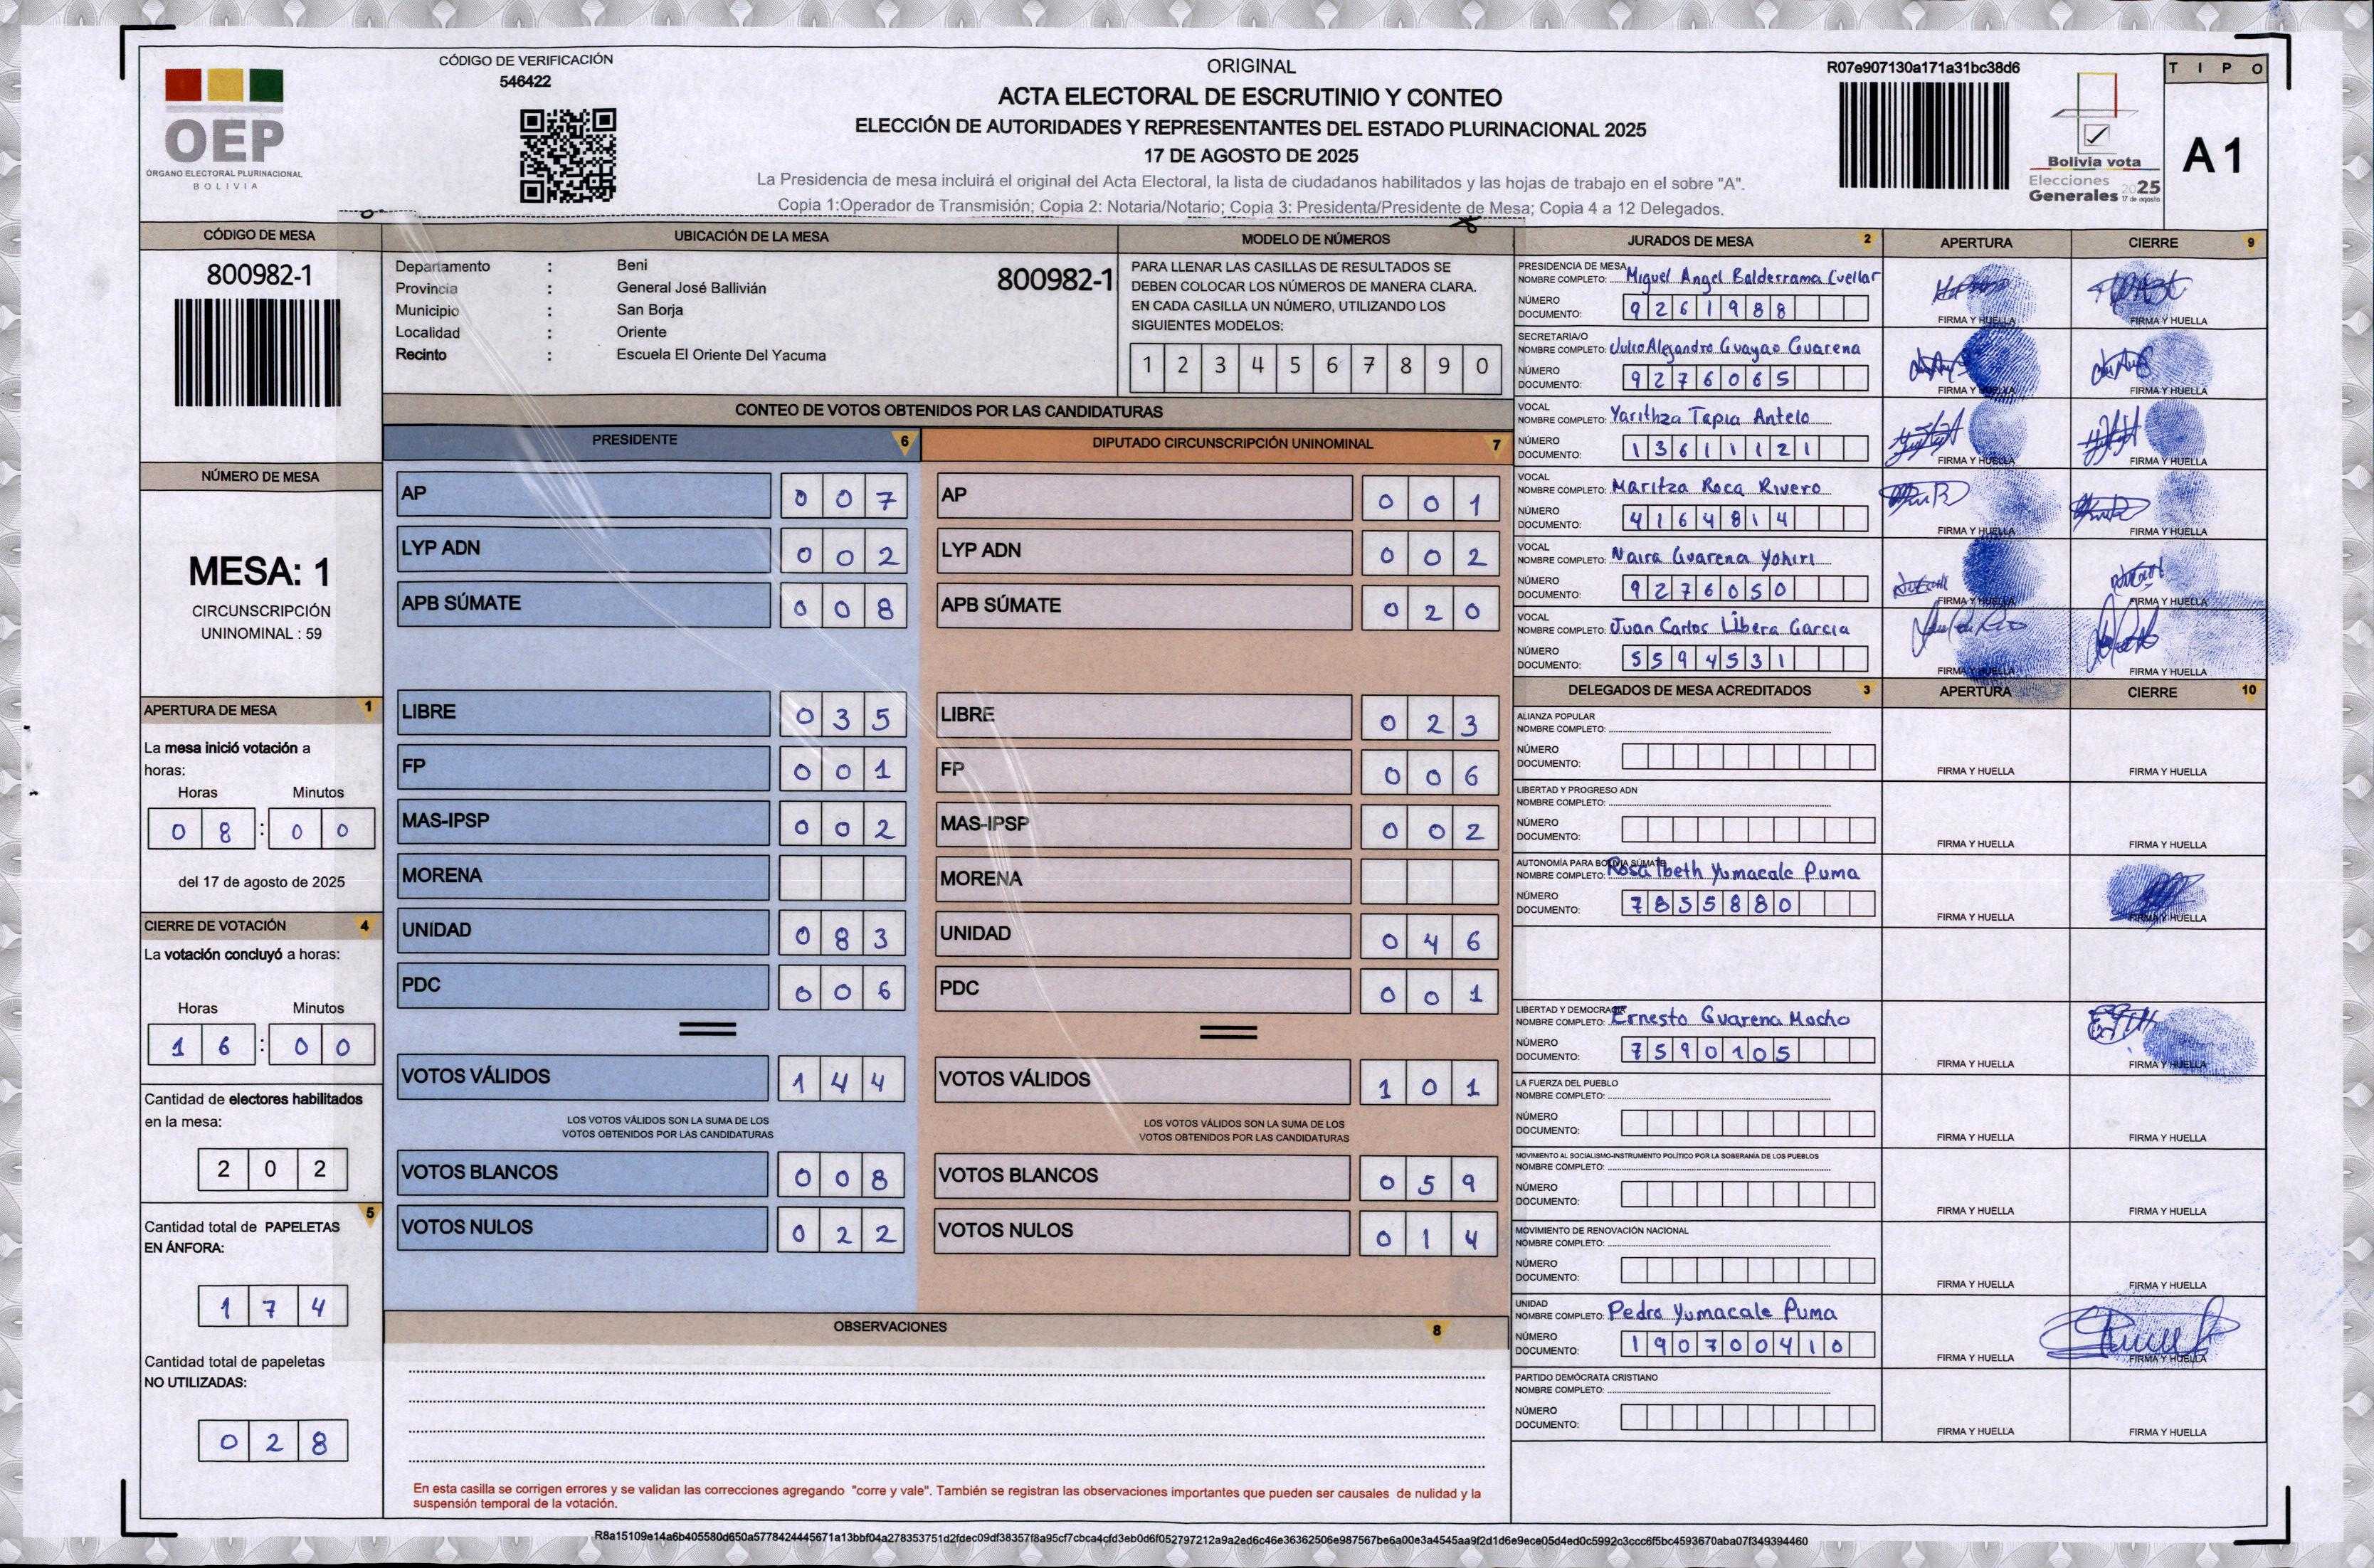 CÓDIGO DE VERIFICACIÓN
546422
OEP
ÓRGANO ELECTORAL PLURINACIONAL
BOLIVIA
ORIGINAL
ACTA ELECTORAL DE ESCRUTINIO Y CONTEO
ELECCIÓN DE AUTORIDADES Y REPRESENTANTES DEL ESTADO PLURINACIONAL 2025
17 DE AGOSTO DE 2025
La Presidencia de mesa incluirá el original del Acta Electoral, la lista de ciudadanos habilitados y las hojas de trabajo en el sobre "A".
Copia 1:Operador de Transmisión; Copia 2: Notaria/Notario; Copia 3: Presidenta/Presidente de Mesa; Copia 4 a 12 Delegados.
R07e907130a171a31bc38d6
Bolivia vota
Elecciones
Generales 2025
17 de agosto
TIPO
A 1
CÓDIGO DE MESA
800982-1
NÚMERO DE MESA
MESA: 1
CIRCUNSCRIPCIÓN
UNINOMINAL : 59
APERTURA DE MESA 1
La mesa inició votación a
horas:
Horas Minutos
0 8 : 0 0
del 17 de agosto de 2025
CIERRE DE VOTACIÓN 4
La votación concluyó a horas:
Horas Minutos
1 6 : 0 0
Cantidad de electores habilitados
en la mesa:
2 0 2
5
Cantidad total de PAPELETAS
EN ÁNFORA:
1 7 4
Cantidad total de papeletas
NO UTILIZADAS:
0 2 8
UBICACIÓN DE LA MESA
Departamento : Beni
800982-1
Provincia : General José Ballivián
Municipio : San Borja
Localidad : Oriente
Recinto : Escuela El Oriente Del Yacuma
MODELO DE NÚMEROS
PARA LLENAR LAS CASILLAS DE RESULTADOS SE
DEBEN COLOCAR LOS NÚMEROS DE MANERA CLARA.
EN CADA CASILLA UN NÚMERO, UTILIZANDO LOS
SIGUIENTES MODELOS:
1 2 3 4 5 6 7 8 9 0
CONTEO DE VOTOS OBTENIDOS POR LAS CANDIDATURAS
PRESIDENTE 6
AP 0 0 7
LYP ADN 0 0 2
APB SÚMATE 0 0 8
LIBRE 0 3 5
FP 0 0 1
MAS-IPSP 0 0 2
MORENA
UNIDAD 0 8 3
PDC 0 0 6
VOTOS VÁLIDOS 1 4 4
LOS VOTOS VÁLIDOS SON LA SUMA DE LOS
VOTOS OBTENIDOS POR LAS CANDIDATURAS
VOTOS BLANCOS 0 0 8
VOTOS NULOS 0 2 2
DIPUTADO CIRCUNSCRIPCIÓN UNINOMINAL 7
AP 0 0 1
LYP ADN 0 0 2
APB SÚMATE 0 2 0
LIBRE 0 2 3
FP 0 0 6
MAS-IPSP 0 0 2
MORENA
UNIDAD 0 4 6
PDC 0 0 1
VOTOS VÁLIDOS 1 0 1
LOS VOTOS VÁLIDOS SON LA SUMA DE LOS
VOTOS OBTENIDOS POR LAS CANDIDATURAS
VOTOS BLANCOS 0 5 9
VOTOS NULOS 0 1 4
OBSERVACIONES 8
En esta casilla se corrigen errores y se validan las correcciones agregando "corre y vale". También se registran las observaciones importantes que pueden ser causales de nulidad y la
suspensión temporal de la votación.
JURADOS DE MESA 2 APERTURA CIERRE 9
PRESIDENCIA DE MESA
NOMBRE COMPLETO: Miguel Angel Balderrama Cuellar
NÚMERO
DOCUMENTO: 9261988
FIRMA Y HUELLA FIRMA Y HUELLA
SECRETARIA/O
NOMBRE COMPLETO: Julio Alejandro Guayao Guarena
NÚMERO
DOCUMENTO: 9276065
FIRMA Y HUELLA FIRMA Y HUELLA
VOCAL
NOMBRE COMPLETO: Yarithza Tapia Antelo
NÚMERO
DOCUMENTO: 13611121
FIRMA Y HUELLA FIRMA Y HUELLA
VOCAL
NOMBRE COMPLETO: Maritza Roca Rivero
NÚMERO
DOCUMENTO: 4164814
FIRMA Y HUELLA FIRMA Y HUELLA
VOCAL
NOMBRE COMPLETO: Naira Guarena Yohiri
NÚMERO
DOCUMENTO: 9276050
FIRMA Y HUELLA FIRMA Y HUELLA
VOCAL
NOMBRE COMPLETO: Juan Carlos Libera Garcia
NÚMERO
DOCUMENTO: 5594531
FIRMA Y HUELLA FIRMA Y HUELLA
DELEGADOS DE MESA ACREDITADOS 3 APERTURA CIERRE 10
ALIANZA POPULAR
NOMBRE COMPLETO:
NÚMERO
DOCUMENTO:
FIRMA Y HUELLA FIRMA Y HUELLA
LIBERTAD Y PROGRESO ADN
NOMBRE COMPLETO:
NÚMERO
DOCUMENTO:
FIRMA Y HUELLA FIRMA Y HUELLA
AUTONOMÍA PARA BOLIVIA SÚMATE
NOMBRE COMPLETO: Rosa Ibeth Yumacale Puma
NÚMERO
DOCUMENTO: 7835880
FIRMA Y HUELLA FIRMA Y HUELLA
LIBERTAD Y DEMOCRACIA
NOMBRE COMPLETO: Ernesto Guarena Mocho
NÚMERO
DOCUMENTO: 7590105
FIRMA Y HUELLA FIRMA Y HUELLA
LA FUERZA DEL PUEBLO
NOMBRE COMPLETO:
NÚMERO
DOCUMENTO:
FIRMA Y HUELLA FIRMA Y HUELLA
MOVIMIENTO AL SOCIALISMO-INSTRUMENTO POLÍTICO POR LA SOBERANÍA DE LOS PUEBLOS
NOMBRE COMPLETO:
NÚMERO
DOCUMENTO:
FIRMA Y HUELLA FIRMA Y HUELLA
MOVIMIENTO DE RENOVACIÓN NACIONAL
NOMBRE COMPLETO:
NÚMERO
DOCUMENTO:
FIRMA Y HUELLA FIRMA Y HUELLA
UNIDAD
NOMBRE COMPLETO: Pedro Yumacale Puma
NÚMERO
DOCUMENTO: 190700410
FIRMA Y HUELLA FIRMA Y HUELLA
PARTIDO DEMÓCRATA CRISTIANO
NOMBRE COMPLETO:
NÚMERO
DOCUMENTO:
FIRMA Y HUELLA FIRMA Y HUELLA